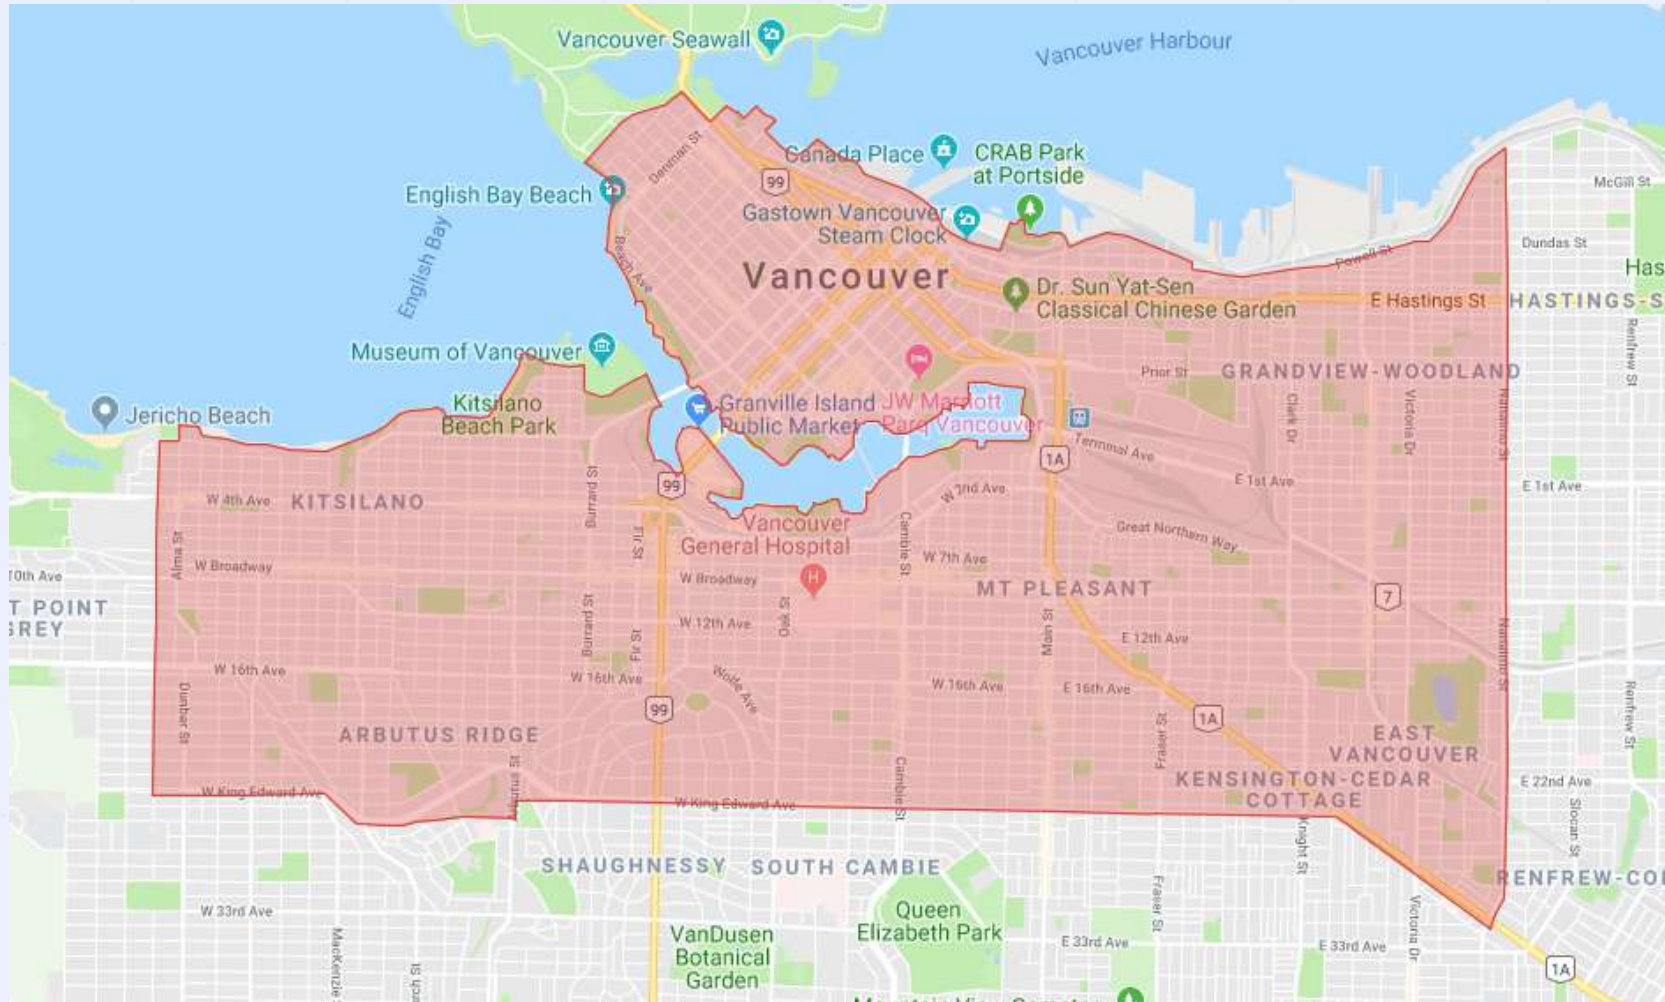 Vancouver Seawall
Vancouver Harbour
Denman St
Canada Place
CRAB Park
at Portside
99
McGill St
English Bay Beach
Gastown Vancouver
Steam Clock
English Bay
Beach Ave
Dundas St
Powell St
Has
Vancouver
Dr. Sun Yat-Sen
Classical Chinese Garden
E Hastings St
HASTINGS-S
Renfrew St
Museum of Vancouver
Prior St
GRANDVIEW-WOODLAND
Jericho Beach
Kitsilano
Beach Park
Granville Island
Public Market
JW Marriott
Parq Vancouver
Clark Dr
Victoria Dr
Nanaimo St
Terminal Ave
1A
W 4th Ave
KITSILANO
Burrard St
99
W 2nd Ave
E 1st Ave
E 1st Ave
Alma St
Fir St
Vancouver
General Hospital
H
Cambie St
W 7th Ave
Great Northern Way
10th Ave
W Broadway
W Broadway
MT PLEASANT
7
T POINT
GREY
Burrard St
Fir St
W 12th Ave
Oak St
Main St
E 12th Ave
Nanaimo St
W 16th Ave
W 16th Ave
Wolfe Ave
W 16th Ave
E 16th Ave
Dunbar St
99
Fraser St
1A
Renfrew St
ARBUTUS RIDGE
EAST
VANCOUVER
KENSINGTON-CEDAR
COTTAGE
E 22nd Ave
W King Edward Ave
W King Edward Ave
Cambie St
Knight St
Slocan St
SHAUGHNESSY
SOUTH CAMBIE
RENFREW-COL
W 33rd Ave
MacKenzie
Queen
Elizabeth Park
Fraser St
Victoria Dr
E 33rd Ave
E 33rd Ave
VanDusen
Botanical
Garden
1A